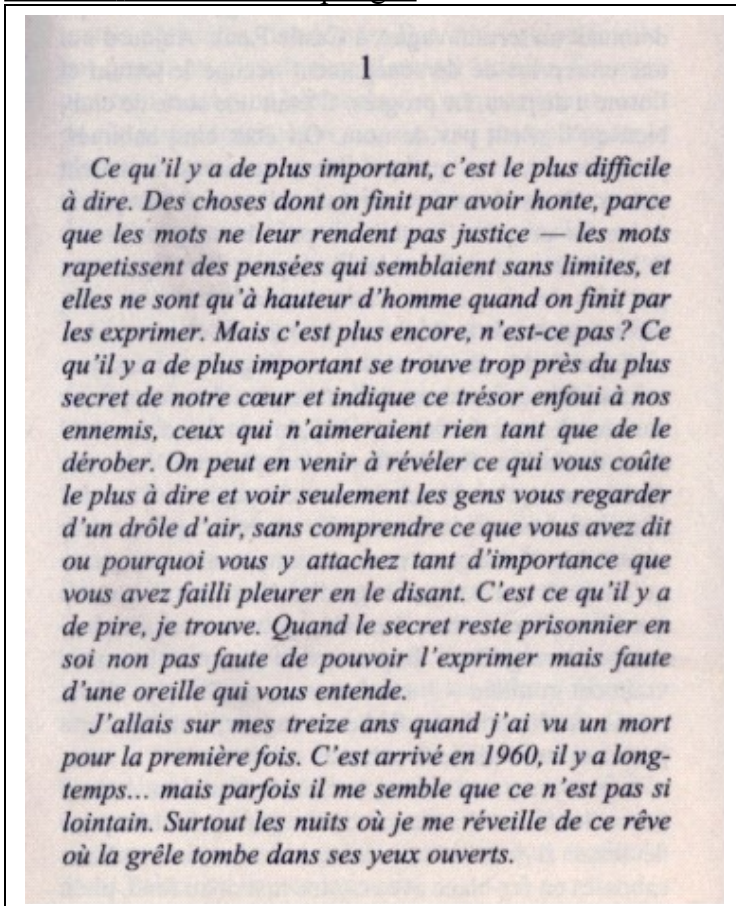 1
Ce qu'il y a de plus important, c'est le plus difficile
à dire. Des choses dont on finit par avoir honte, parce
que les mots ne leur rendent pas justice — les mots
rapetissent des pensées qui semblaient sans limites, et
elles ne sont qu'à hauteur d'homme quand on finit par
les exprimer. Mais c'est plus encore, n'est-ce pas ? Ce
qu'il y a de plus important se trouve trop près du plus
secret de notre cœur et indique ce trésor enfoui à nos
ennemis, ceux qui n'aimeraient rien tant que de le
dérober. On peut en venir à révéler ce qui vous coûte
le plus à dire et voir seulement les gens vous regarder
d'un drôle d'air, sans comprendre ce que vous avez dit
ou pourquoi vous y attachez tant d'importance que
vous avez failli pleurer en le disant. C'est ce qu'il y a
de pire, je trouve. Quand le secret reste prisonnier en
soi non pas faute de pouvoir l'exprimer mais faute
d'une oreille qui vous entende.
J'allais sur mes treize ans quand j'ai vu un mort
pour la première fois. C'est arrivé en 1960, il y a long-
temps... mais parfois il me semble que ce n'est pas si
lointain. Surtout les nuits où je me réveille de ce rêve
où la grêle tombe dans ses yeux ouverts.